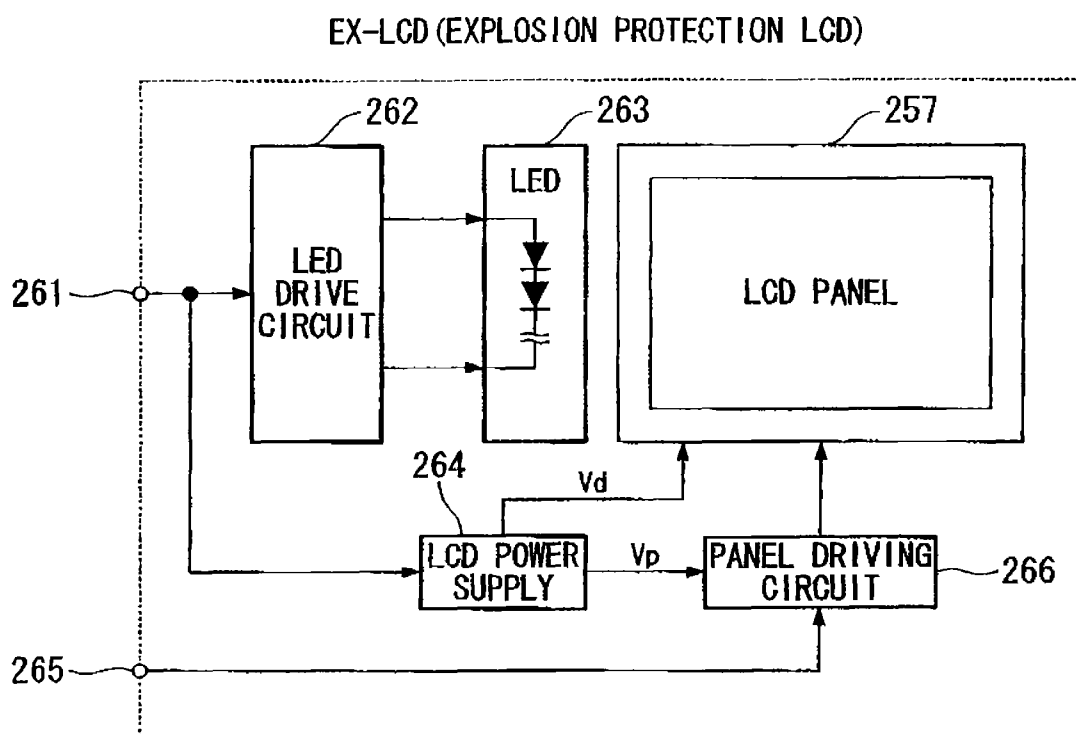 EX-LCD(EXPLOSION PROTECTION LCD)
262
263
257
LED
LED
DRIVE
CIRCUIT
LCD PANEL
261
264
Vd
LCD POWER
SUPPLY
Vp
PANEL DRIVING
CIRCUIT
266
265